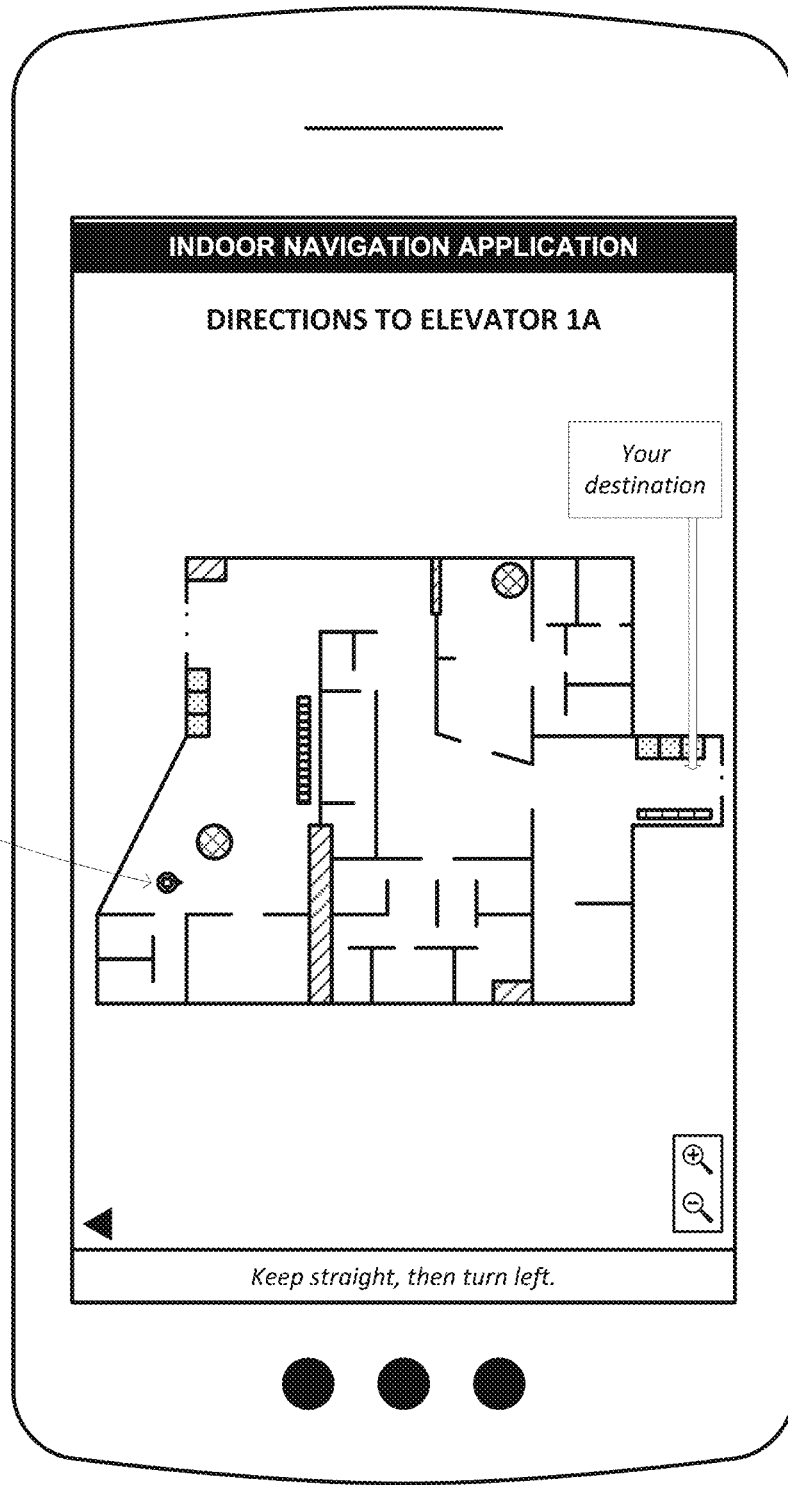 INDOOR NAVIGATION APPLICATION
DIRECTIONS TO ELEVATOR 1A
Your
destination
Keep straight, then turn left.